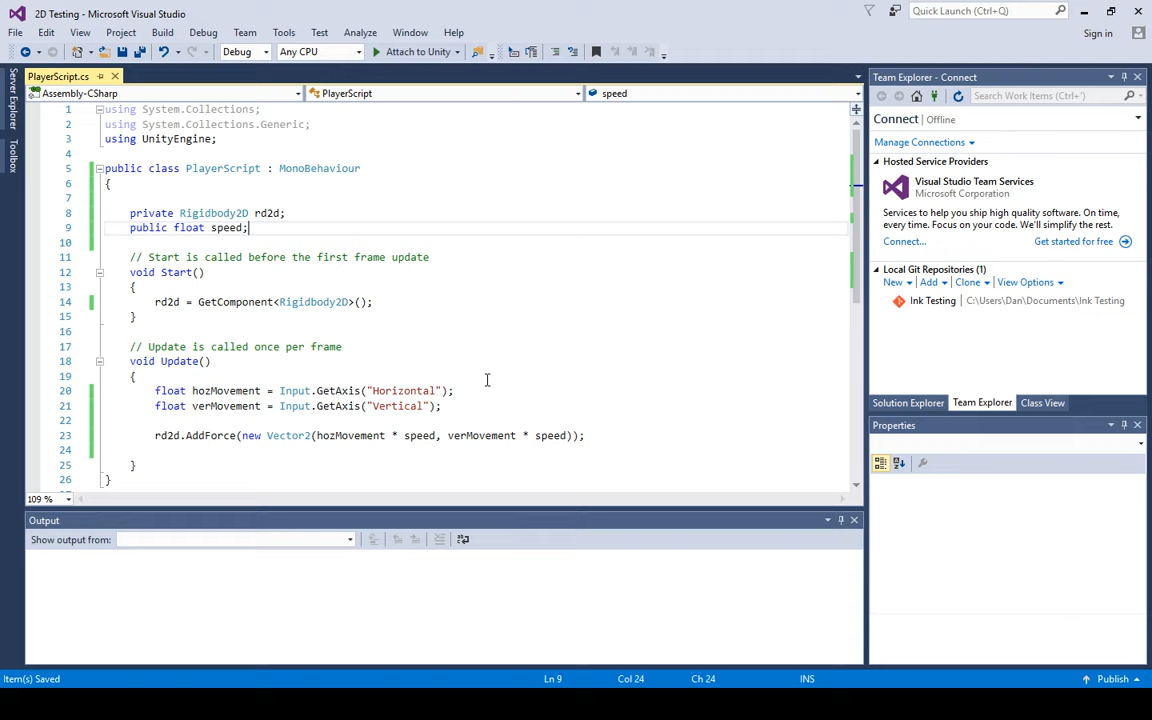 2D Testing - Microsoft Visual Studio
Quick Launch (Ctrl+Q)
File Edit View Project Build Debug Team Tools Test Analyze Window Help
Sign in
Debug Any CPU Attach to Unity
Server Explorer
Toolbox
PlayerScript.cs
Assembly-CSharp PlayerScript speed
1 using System.Collections;
2 using System.Collections.Generic;
3 using UnityEngine;
4
5 public class PlayerScript : MonoBehaviour
6 {
7
8 private Rigidbody2D rd2d;
9 public float speed;
10
11 // Start is called before the first frame update
12 void Start()
13 {
14 rd2d = GetComponent<Rigidbody2D>();
15 }
16
17 // Update is called once per frame
18 void Update()
19 {
20 float hozMovement = Input.GetAxis("Horizontal");
21 float verMovement = Input.GetAxis("Vertical");
22
23 rd2d.AddForce(new Vector2(hozMovement * speed, verMovement * speed));
24
25 }
26 }
109 %
Output
Show output from:
Team Explorer - Connect
Search Work Items (Ctrl+')
Connect Offline
Manage Connections
Hosted Service Providers
Visual Studio Team Services
Microsoft Corporation
Services to help you ship high quality software. On time,
every time. Focus on your code. We'll simplify the rest.
Connect... Get started for free
Local Git Repositories (1)
New Add Clone View Options
Ink Testing C:\Users\Dan\Documents\Ink Testing
Solution Explorer Team Explorer Class View
Properties
Item(s) Saved Ln 9 Col 24 Ch 24 INS Publish